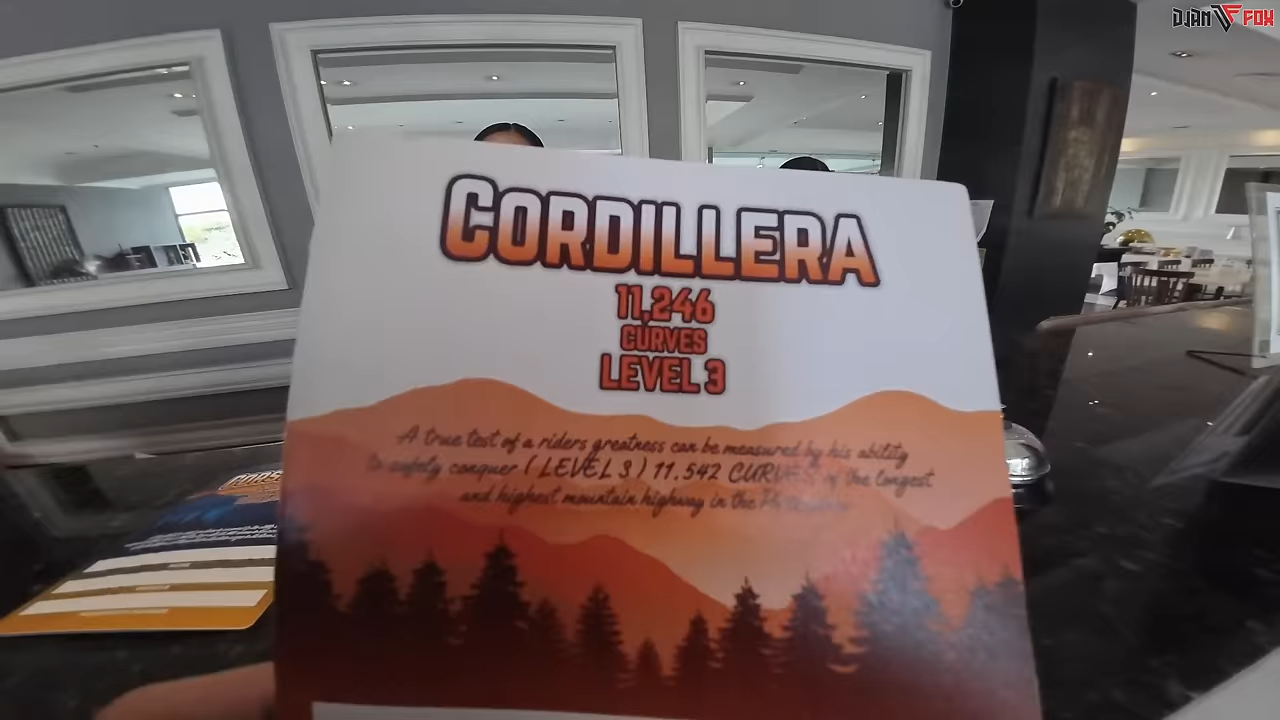 DJAN FOX
CORDILLERA
11,246
CURVES
LEVEL 3
A true test of a riders greatness can be measured by his ability
to safely conquer ( LEVEL 3 ) 11.542 CURVES of the longest
and highest mountain highway in the